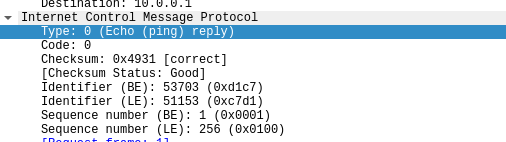 Destination: 10.0.0.1
Internet Control Message Protocol
Type: 0 (Echo (ping) reply)
Code: 0
Checksum: 0x4931 [correct]
[Checksum Status: Good]
Identifier (BE): 53703 (0xd1c7)
Identifier (LE): 51153 (0xc7d1)
Sequence number (BE): 1 (0x0001)
Sequence number (LE): 256 (0x0100)
[Request frame: 1]